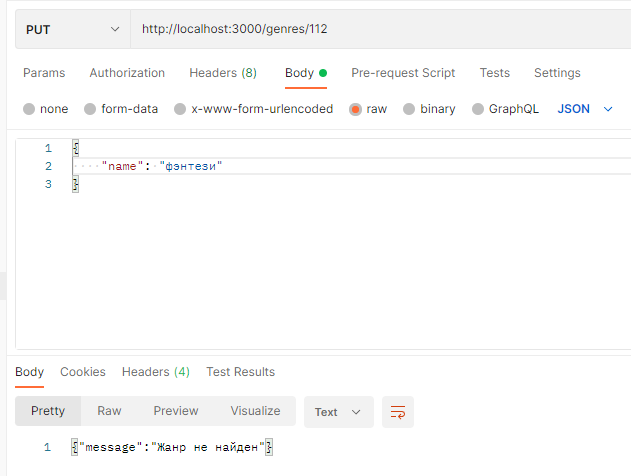 PUT http://localhost:3000/genres/112
Params Authorization Headers (8) Body Pre-request Script Tests Settings
none form-data x-www-form-urlencoded raw binary GraphQL JSON
1 {
2 "name": "фэнтези"
3 }
Body Cookies Headers (4) Test Results
Pretty Raw Preview Visualize Text
1 {"message":"Жанр не найден"}